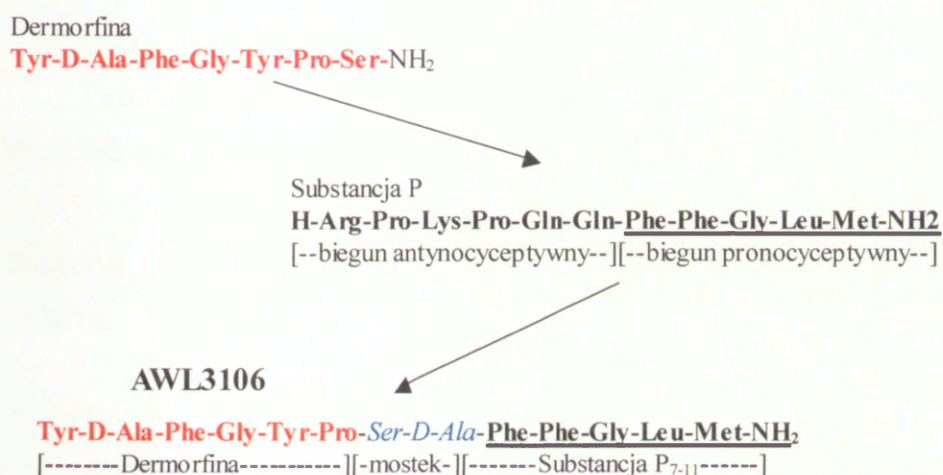 Dermorfina
Tyr-D-Ala-Phe-Gly-Tyr-Pro-Ser-NH₂
Substancja P
H-Arg-Pro-Lys-Pro-Gln-Gln-Phe-Phe-Gly-Leu-Met-NH2
[--biegun antynocyceptywny--][--biegun pronocyceptywny--]
AWL3106
Tyr-D-Ala-Phe-Gly-Tyr-Pro-Ser-D-Ala-Phe-Phe-Gly-Leu-Met-NH₂
[--------Dermorfina----------][-mostek-][-------Substancja P₇₋₁₁------]